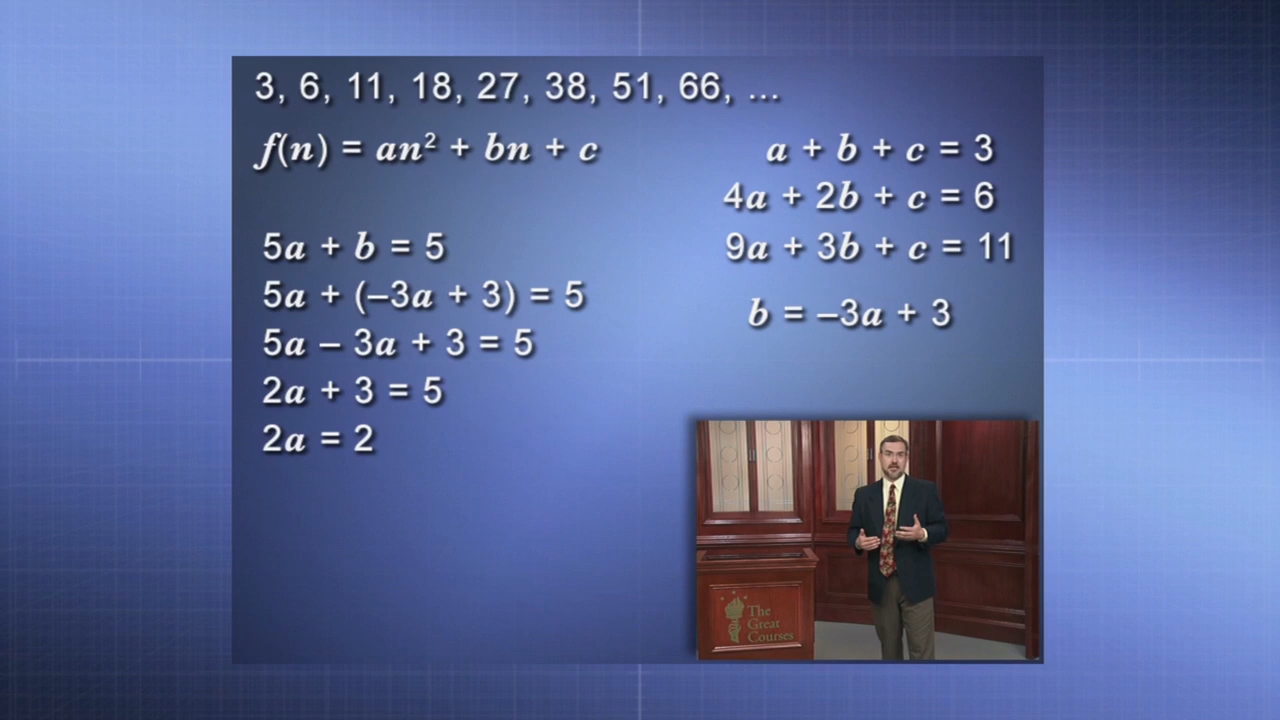 3, 6, 11, 18, 27, 38, 51, 66, ...
f(n) = an² + bn + c
a + b + c = 3
4a + 2b + c = 6
9a + 3b + c = 11
b = –3a + 3
5a + b = 5
5a + (–3a + 3) = 5
5a – 3a + 3 = 5
2a + 3 = 5
2a = 2
The
Great
Courses